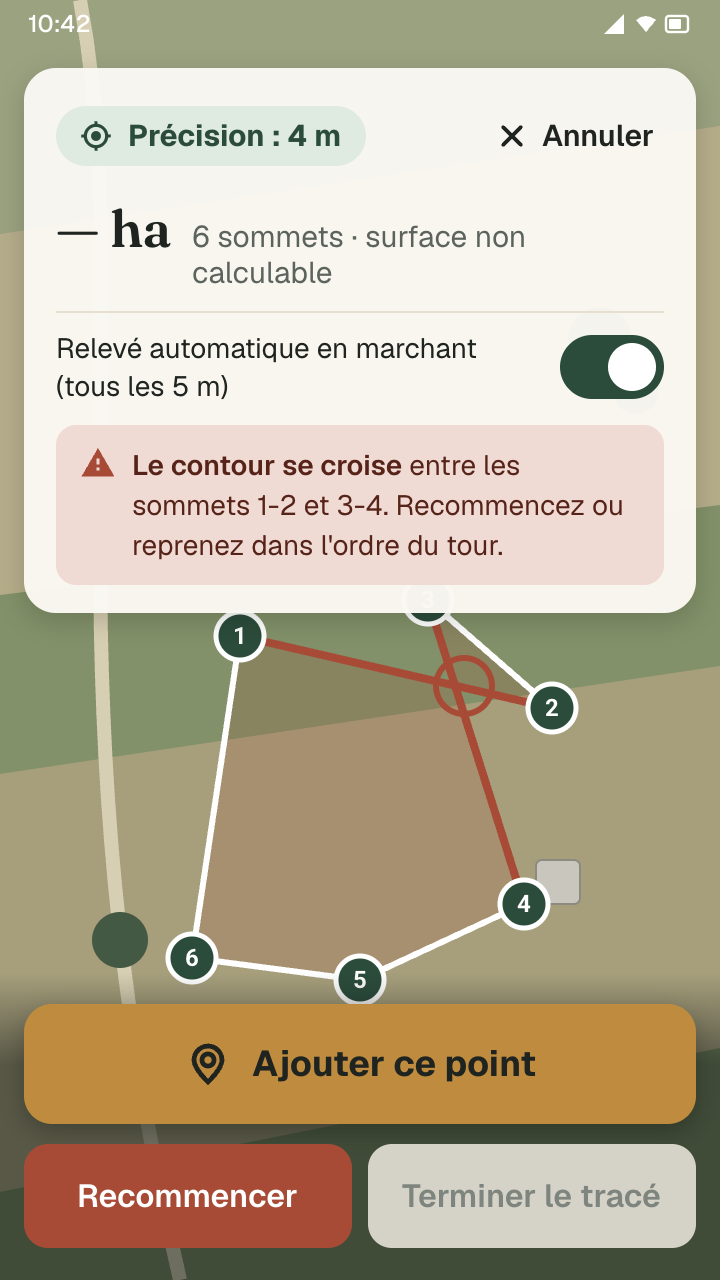 10:42
Précision : 4 m
Annuler
— ha
6 sommets · surface non
calculable
Relevé automatique en marchant
(tous les 5 m)
Le contour se croise entre les
sommets 1-2 et 3-4. Recommencez ou
reprenez dans l'ordre du tour.
3
1
2
4
6
5
Ajouter ce point
Recommencer
Terminer le tracé